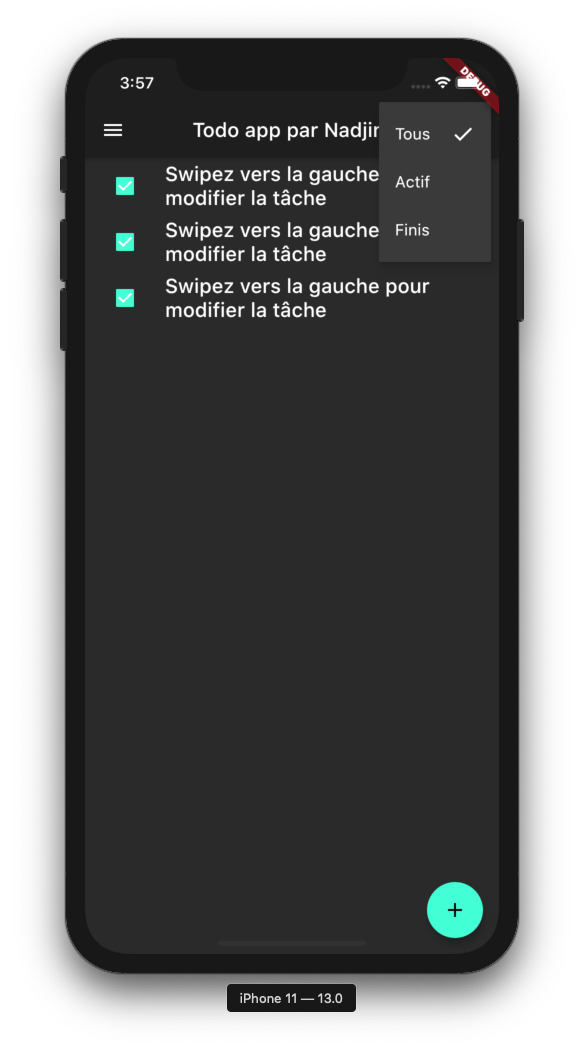 3:57
DEBUG
Todo app par
Tous
Actif
Finis
Swipez vers la gauche
modifier la tâche
Swipez vers la gauche
modifier la tâche
Swipez vers la gauche pour
modifier la tâche
+
iPhone 11 — 13.0